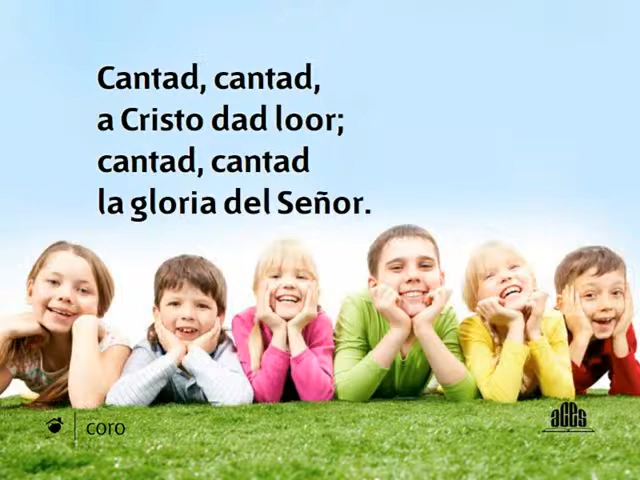 Cantad, cantad,
a Cristo dad loor;
cantad, cantad
la gloria del Señor.
coro
aces